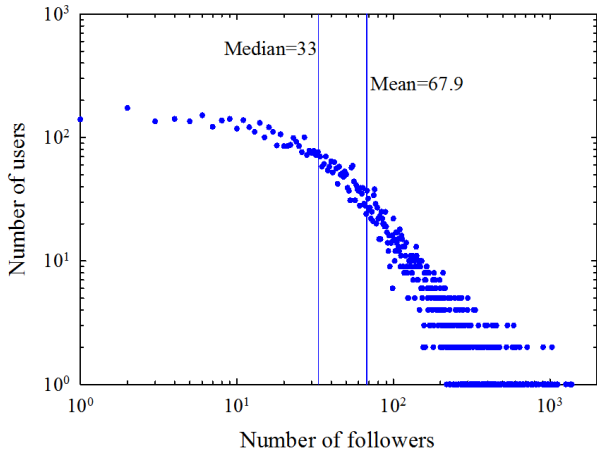 10³
Median=33
Mean=67.9
10²
Number of users
10¹
10⁰
10⁰ 10¹ 10² 10³
Number of followers